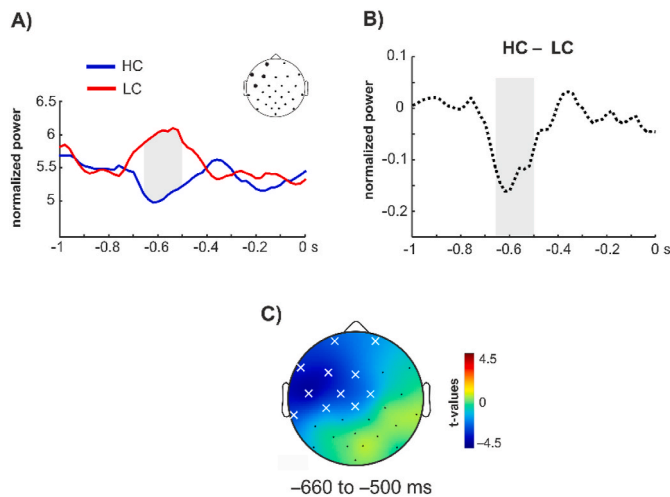 A)
HC
LC
normalized power
6.5
6
5.5
5
-1
-0.8
-0.6
-0.4
-0.2
0 s
B)
HC – LC
normalized power
0.1
0
-0.1
-0.2
-1
-0.8
-0.6
-0.4
-0.2
0 s
C)
4.5
0
-4.5
t-values
–660 to –500 ms